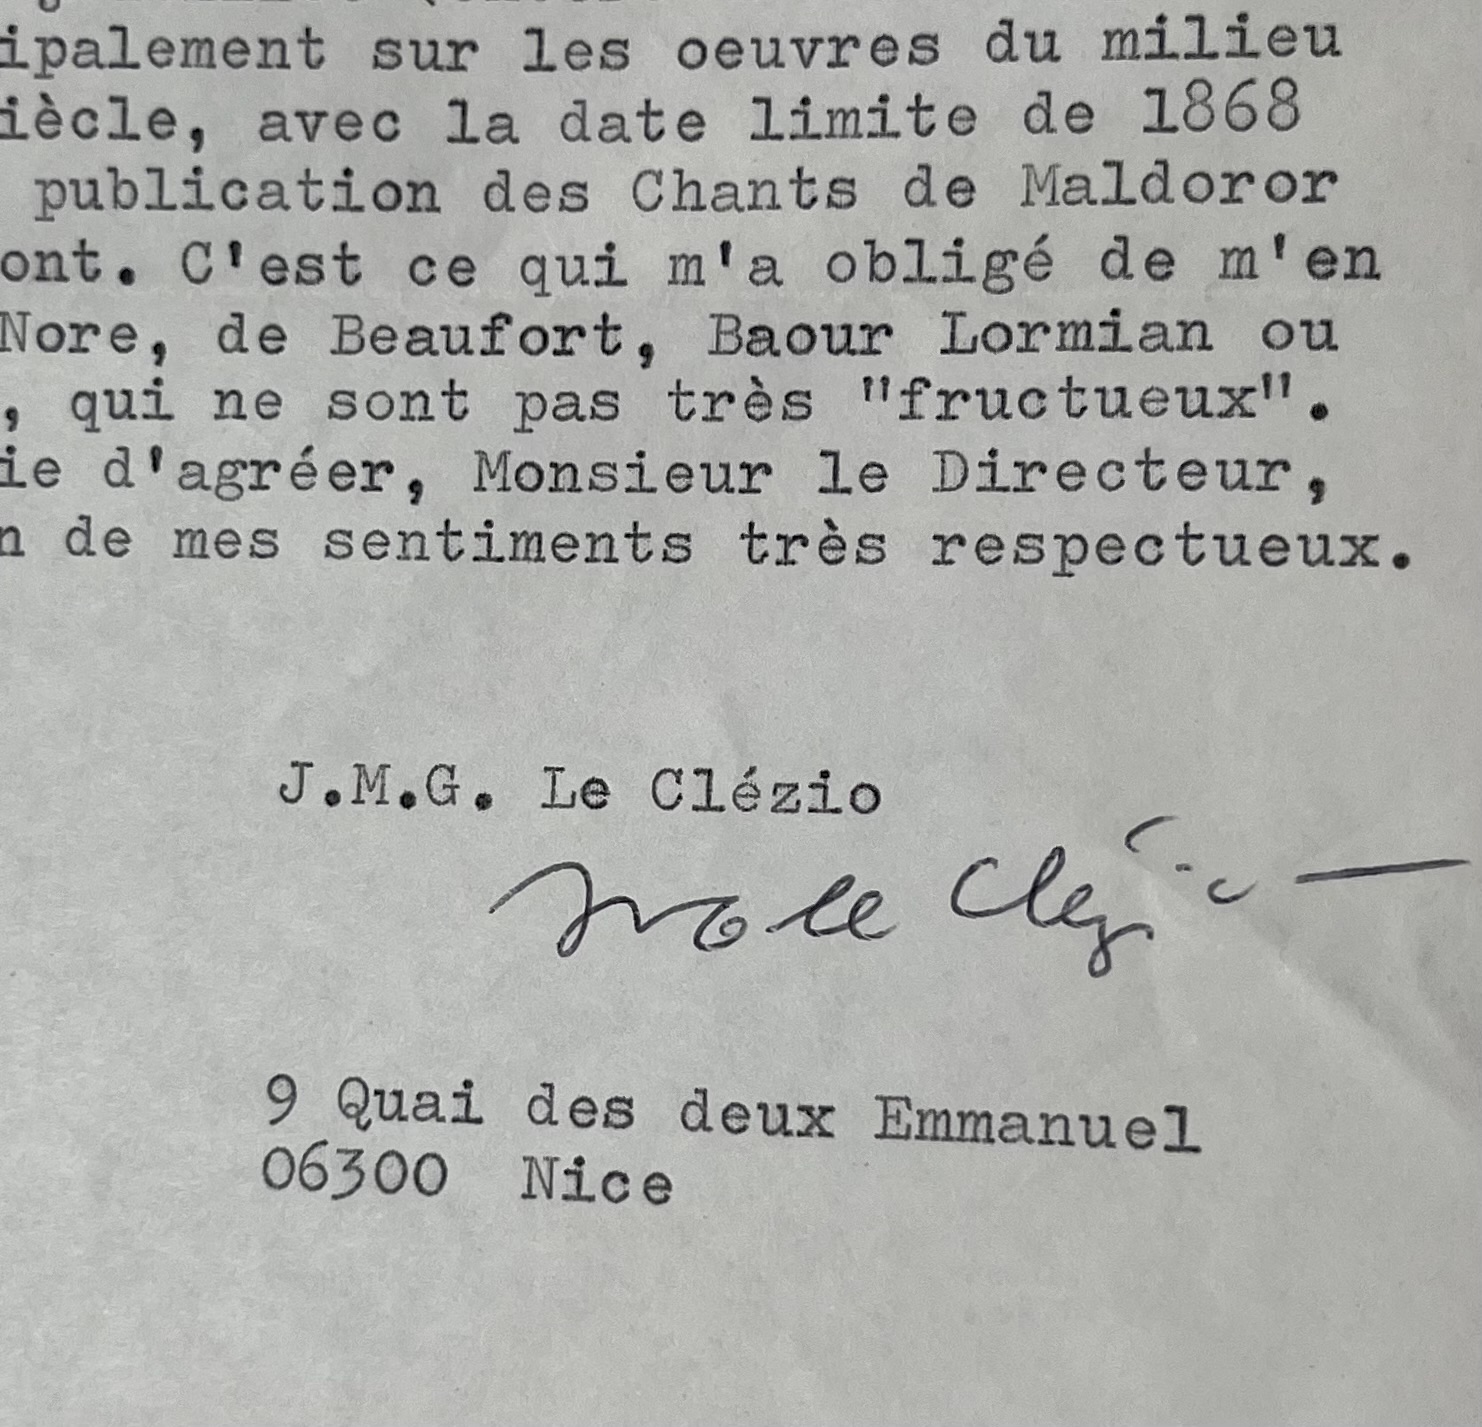 ipalement sur les oeuvres du milieu
iècle, avec la date limite de 1868
publication des Chants de Maldoror
ont. C'est ce qui m'a obligé de m'en
Nore, de Beaufort, Baour Lormian ou
, qui ne sont pas très "fructueux".
ie d'agréer, Monsieur le Directeur,
n de mes sentiments très respectueux.
J.M.G. Le Clézio
le Clézio
9 Quai des deux Emmanuel
06300 Nice